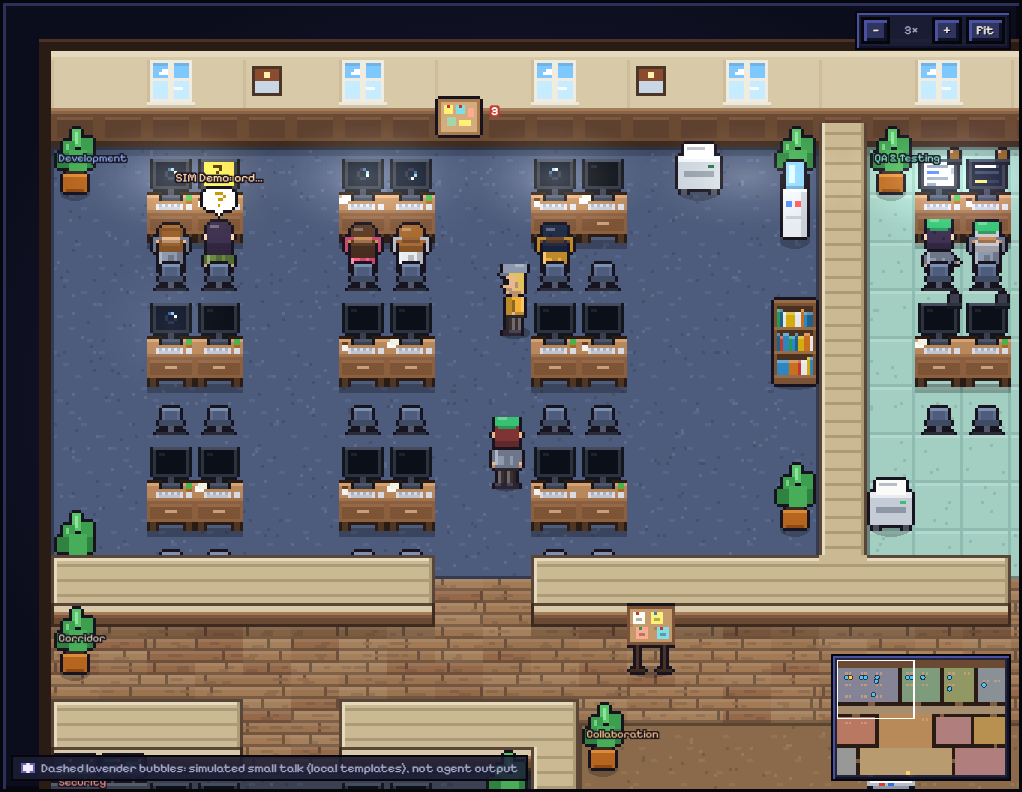 - 3× + Fit
3
Development
QA & Testing
?
SIM Demo: ord…
?
Corridor
Collaboration
Dashed lavender bubbles: simulated small talk (local templates), not agent output
Security